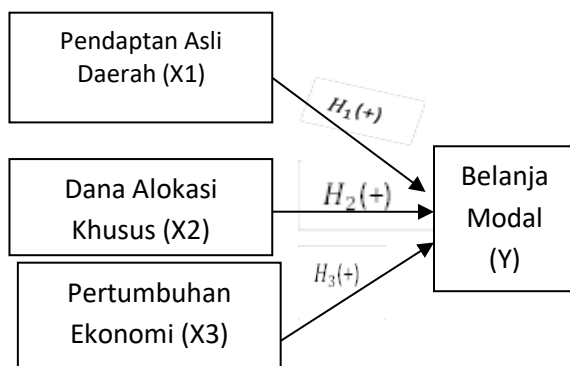 Pendaptan Asli
Daerah (X1)
H₁(+)
Dana Alokasi
Khusus (X2)
H₂(+)
Belanja
Modal
(Y)
Pertumbuhan
Ekonomi (X3)
H₃(+)